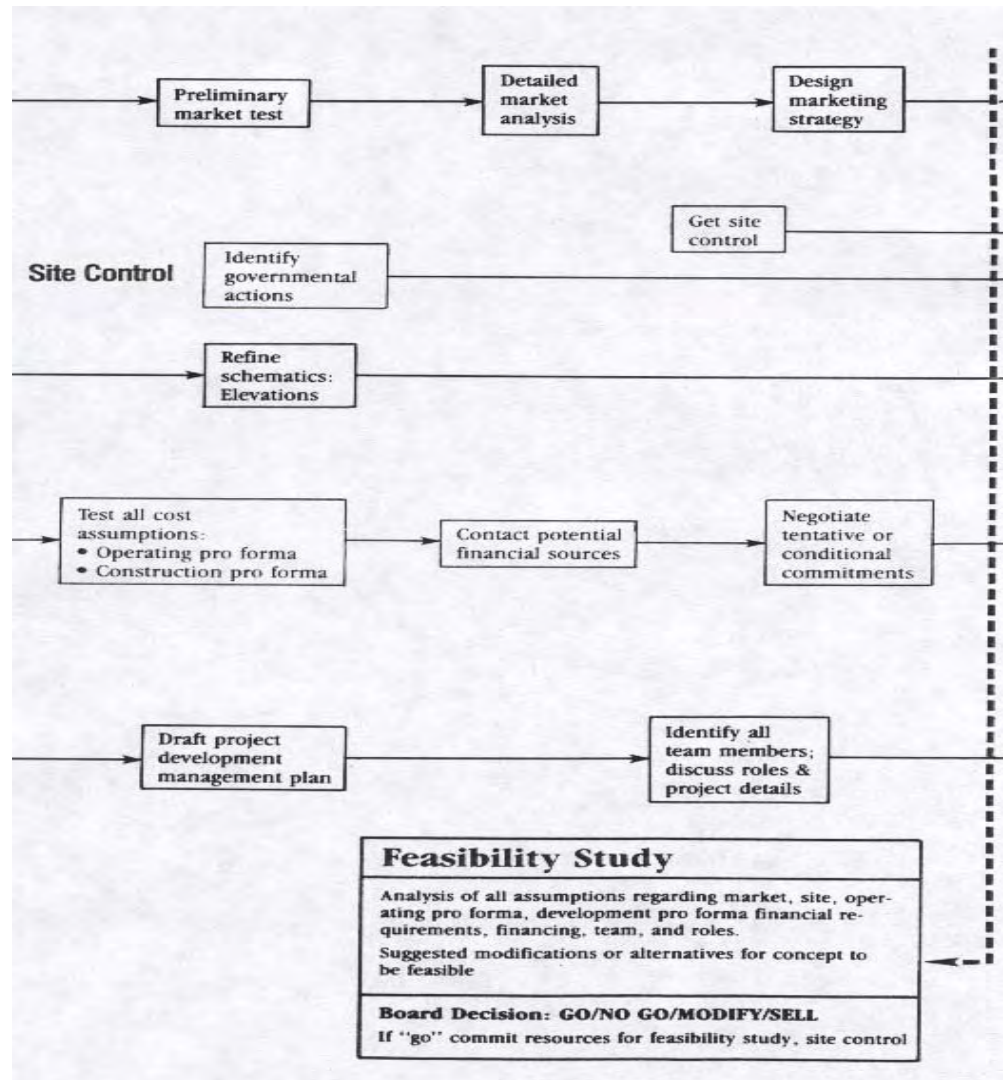 Preliminary
market test
Detailed
market
analysis
Design
marketing
strategy
Get site
control
Site Control
Identify
governmental
actions
Refine
schematics:
Elevations
Test all cost
assumptions:
• Operating pro forma
• Construction pro forma
Contact potential
financial sources
Negotiate
tentative or
conditional
commitments
Draft project
development
management plan
Identify all
team members;
discuss roles &
project details
Feasibility Study
Analysis of all assumptions regarding market, site, oper-
ating pro forma, development pro forma financial re-
quirements, financing, team, and roles.
Suggested modifications or alternatives for concept to
be feasible
Board Decision: GO/NO GO/MODIFY/SELL
If "go" commit resources for feasibility study, site control